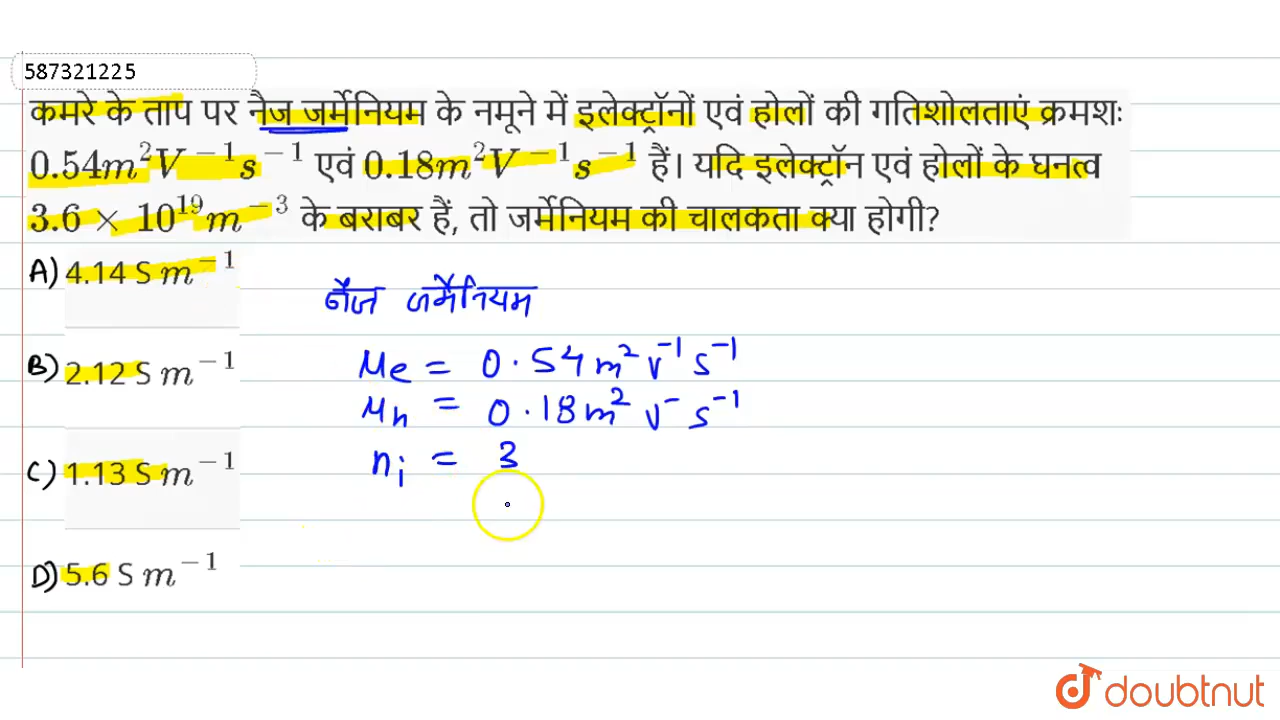 587321225
कमरे के ताप पर नैज जर्मेनियम के नमूने में इलेक्ट्रॉनों एवं होलों की गतिशोलताएं क्रमशः
0.54m²V⁻¹s⁻¹ एवं 0.18m²V⁻¹s⁻¹ हैं। यदि इलेक्ट्रॉन एवं होलों के घनत्व
3.6 × 10¹⁹m⁻³ के बराबर हैं, तो जर्मेनियम की चालकता क्या होगी?
A) 4.14 S m⁻¹
नैज जर्मेनियम
B) 2.12 S m⁻¹
μe = 0.54 m² v⁻¹ s⁻¹
μh = 0.18 m² v⁻ s⁻¹
C) 1.13 S m⁻¹
ni = 3
D) 5.6 S m⁻¹
doubtnut